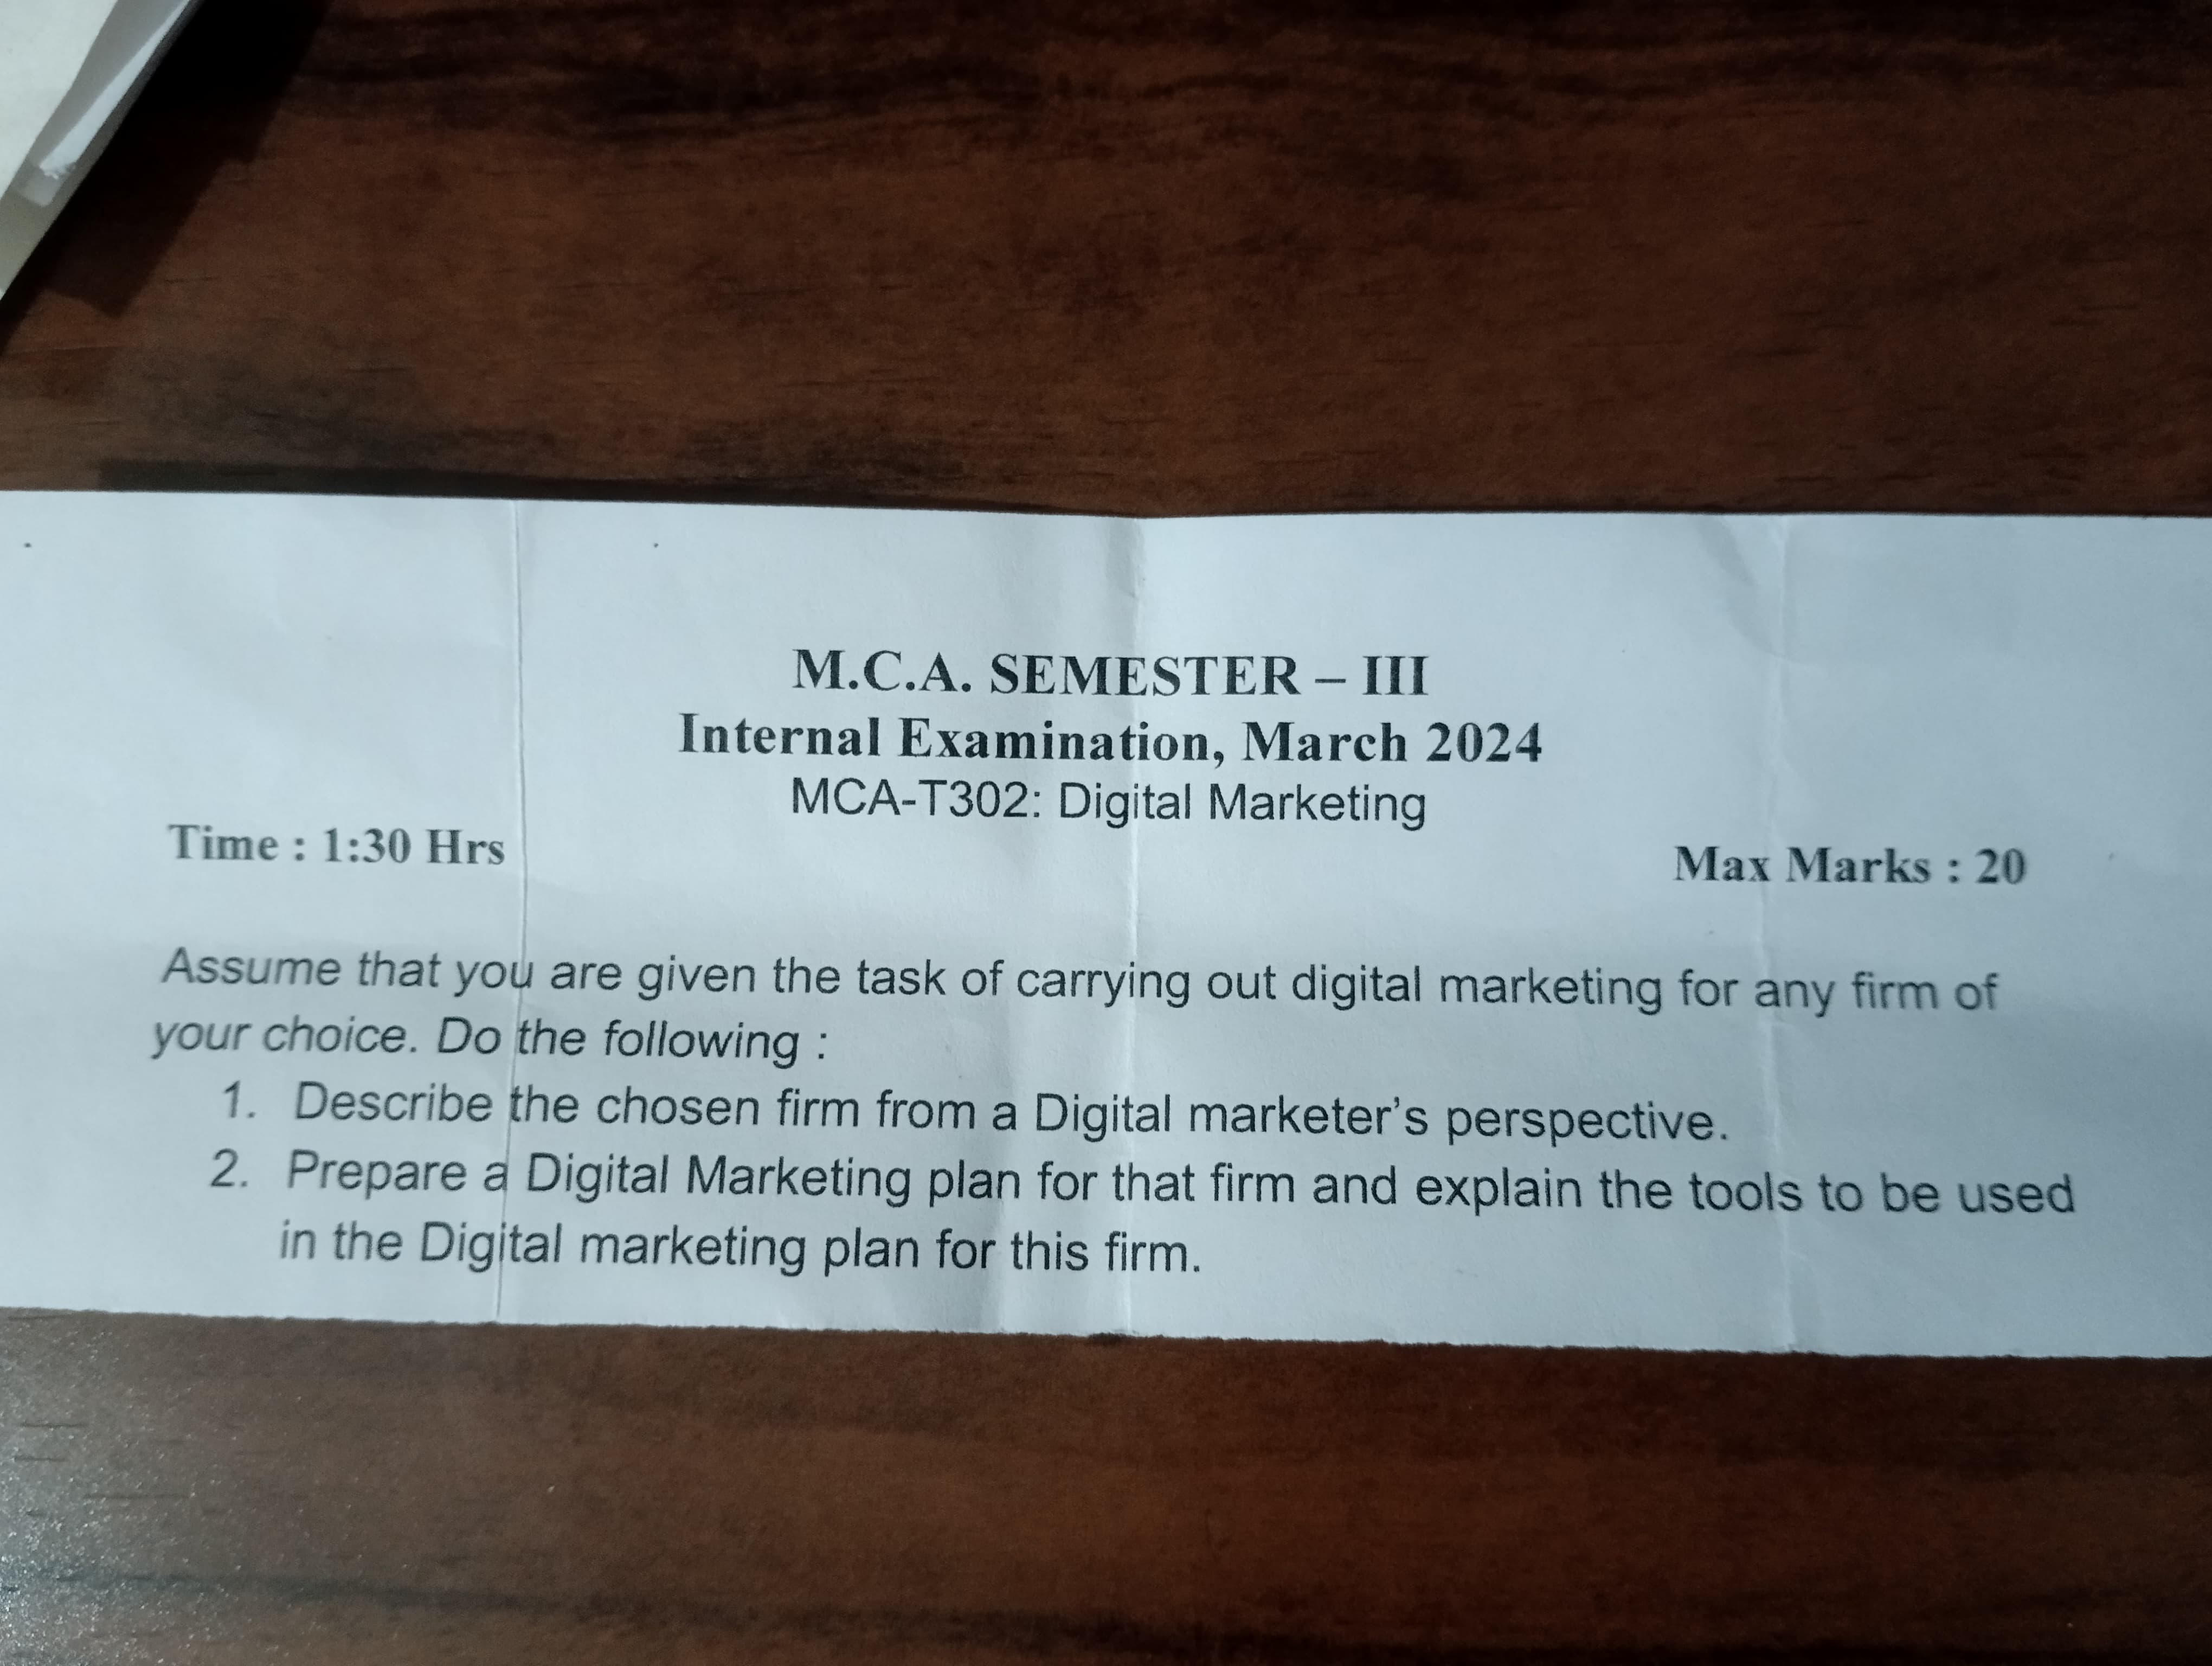 M.C.A. SEMESTER – III
Internal Examination, March 2024
MCA-T302: Digital Marketing
Time : 1:30 Hrs
Max Marks : 20
Assume that you are given the task of carrying out digital marketing for any firm of
your choice. Do the following :
1. Describe the chosen firm from a Digital marketer’s perspective.
2. Prepare a Digital Marketing plan for that firm and explain the tools to be used
in the Digital marketing plan for this firm.